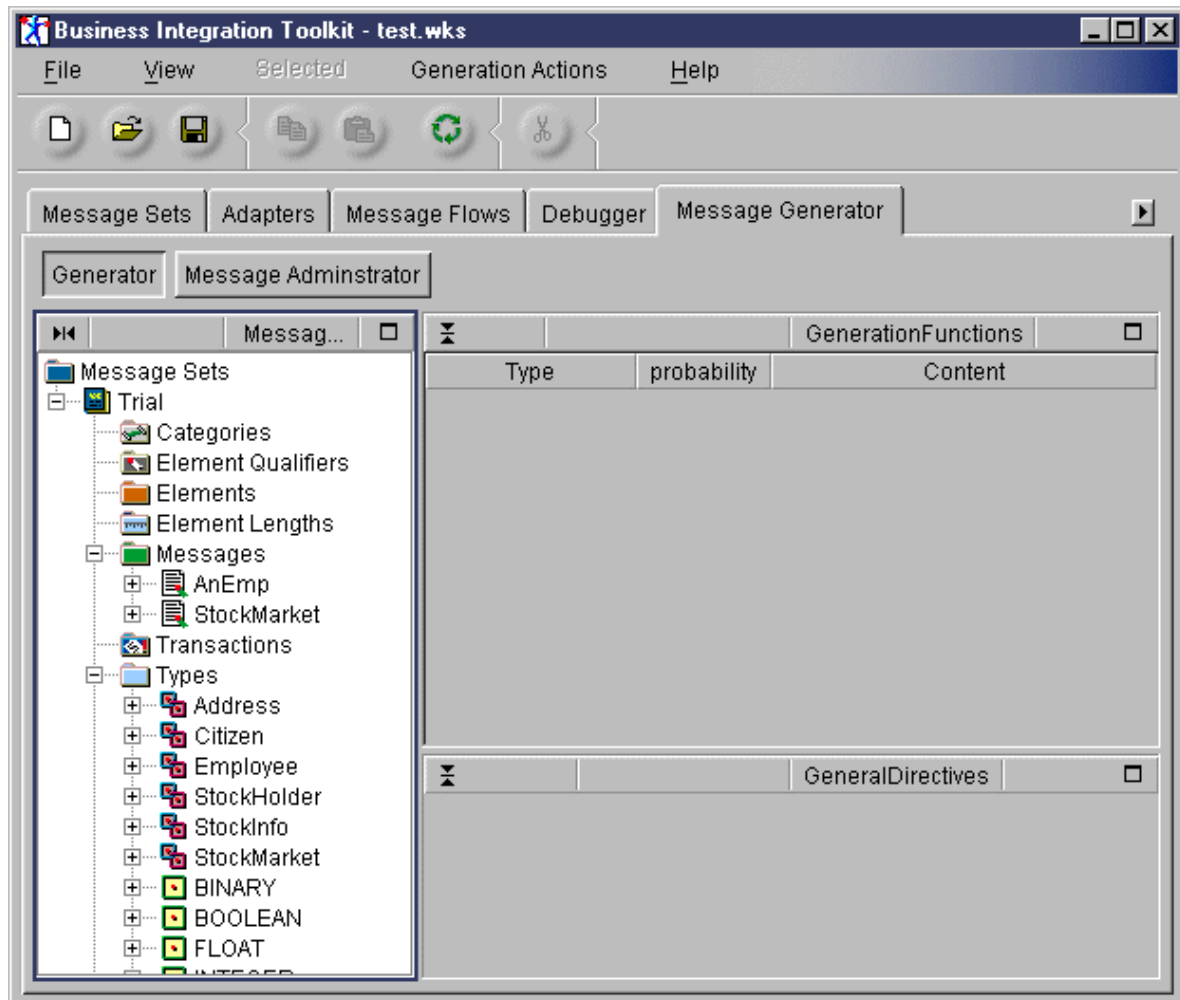 Business Integration Toolkit - test.wks
File View Selected Generation Actions Help
Message Sets Adapters Message Flows Debugger Message Generator
Generator Message Adminstrator
Messag...
Message Sets
Trial
Categories
Element Qualifiers
Elements
Element Lengths
Messages
AnEmp
StockMarket
Transactions
Types
Address
Citizen
Employee
StockHolder
StockInfo
StockMarket
BINARY
BOOLEAN
FLOAT
GenerationFunctions
Type probability Content
GeneralDirectives